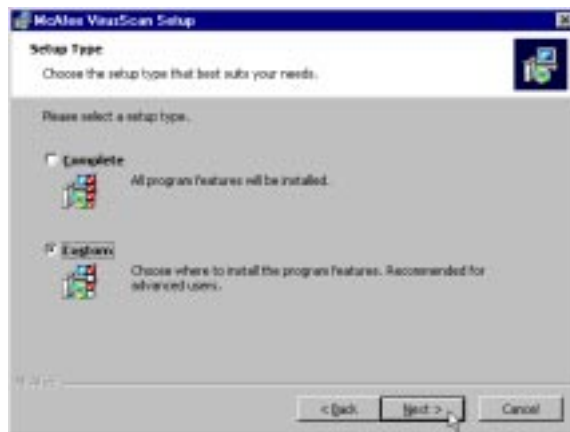 McAfee VirusScan Setup
Setup Type
Choose the setup type that best suits your needs.
Please select a setup type.
Complete
All program features will be installed.
Custom
Choose where to install the program features. Recommended for
advanced users.
< Back
Next >
Cancel